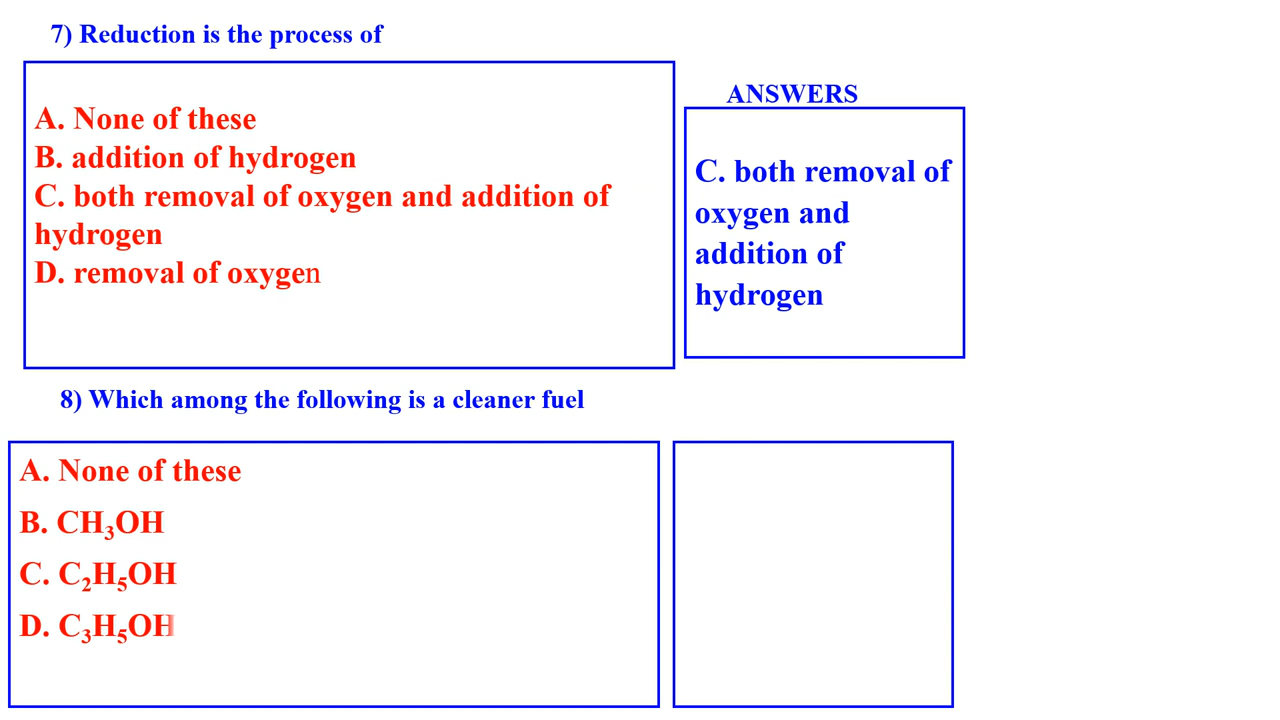 7) Reduction is the process of
A. None of these
B. addition of hydrogen
C. both removal of oxygen and addition of
hydrogen
D. removal of oxygen
ANSWERS
C. both removal of
oxygen and
addition of
hydrogen
8) Which among the following is a cleaner fuel
A. None of these
B. CH₃OH
C. C₂H₅OH
D. C₃H₅OH